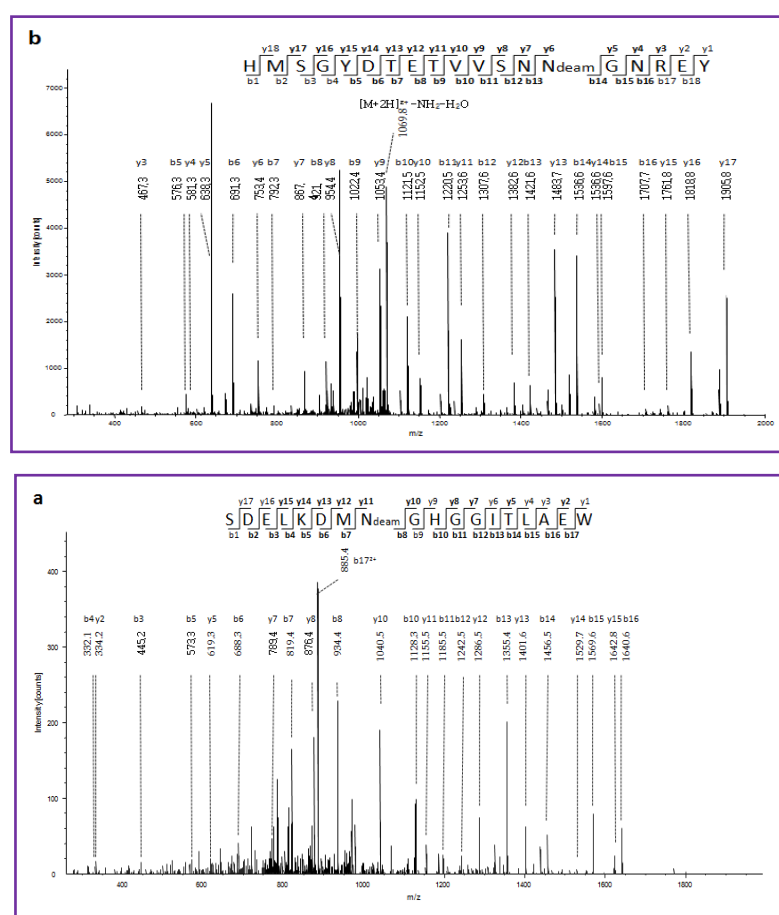 b
y18 y17 y16 y15 y14 y13 y12 y11 y10 y9 y8 y7 y6 y5 y4 y3 y2 y1
HMSGYDTETVVSNNdeamGNREY
b1 b2 b3 b4 b5 b6 b7 b8 b9 b10 b11 b12 b13 b14 b15 b16 b17 b18
[M+2H]²⁺-NH₂-H₂O
1069.8
y3 b5 y4 y5 b6 y6 b7 y7 b8 y8 b9 y9 b10 y10 b11 y11 b12 y12 b13 y13 b14 y14 b15 b16 y15 y16 y17
467,3 576,3 581,3 638,3 691,3 753,4 792,3 867, 4 921 954,4 1022,4 1053,4 1121,5 1152,5 1220,5 1253,6 1307,6 1382,6 1421,6 1483,7 1536,6 1536,6 1597,6 1707,7 1761,8 1818,8 1905,8
Intensity [counts]
7000
6000
5000
4000
3000
2000
1000
0
400 600 800 1000 1200 1400 1600 1800 2000
m/z
a
y17 y16 y15 y14 y13 y12 y11 y10 y9 y8 y7 y6 y5 y4 y3 y2 y1
SDELKDMNdeamGHGGITLAEW
b1 b2 b3 b4 b5 b6 b7 b8 b9 b10 b11 b12 b13 b14 b15 b16 b17
885.4 b17²⁺
b4 y2 b3 b5 y5 b6 y7 b7 y8 b8 y10 b10 y11 b11 b12 y12 b13 y13 b14 y14 b15 y15 b16
332.1 334.2 445,2 573,3 619,3 688,3 789,4 819.4 876,4 934.4 1040.5 1128.3 1155.5 1185.5 1242.5 1286.5 1355.4 1401.6 1456.5 1529.7 1569.6 1642.8 1640.6
Intensity [counts]
400
300
200
100
0
400 600 800 1000 1200 1400 1600 1800
m/z